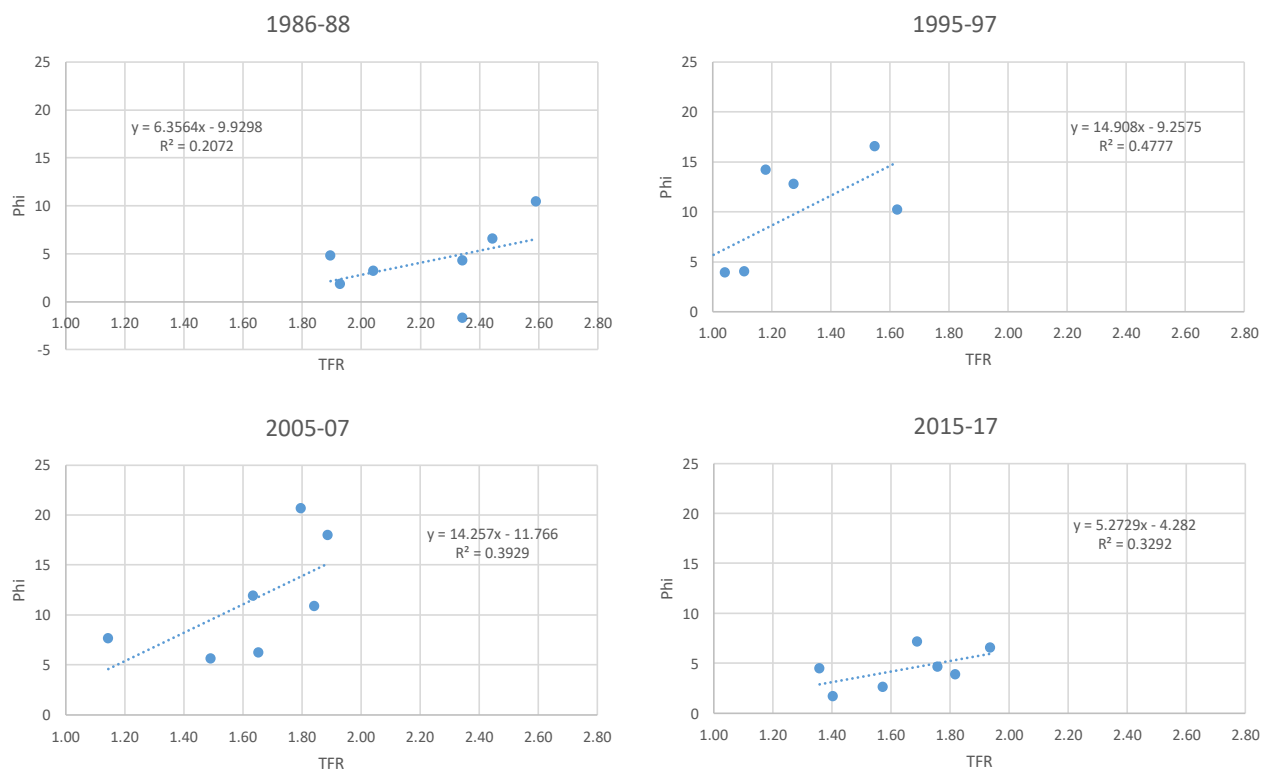 1986-88
25
20
15
10
5
0
-5
Phi
1.00 1.20 1.40 1.60 1.80 2.00 2.20 2.40 2.60 2.80
TFR
y = 6.3564x - 9.9298
R² = 0.2072
1995-97
25
20
15
10
5
0
Phi
1.00 1.20 1.40 1.60 1.80 2.00 2.20 2.40 2.60 2.80
TFR
y = 14.908x - 9.2575
R² = 0.4777
2005-07
25
20
15
10
5
0
Phi
1.00 1.20 1.40 1.60 1.80 2.00 2.20 2.40 2.60 2.80
TFR
y = 14.257x - 11.766
R² = 0.3929
2015-17
25
20
15
10
5
0
Phi
1.00 1.20 1.40 1.60 1.80 2.00 2.20 2.40 2.60 2.80
TFR
y = 5.2729x - 4.282
R² = 0.3292